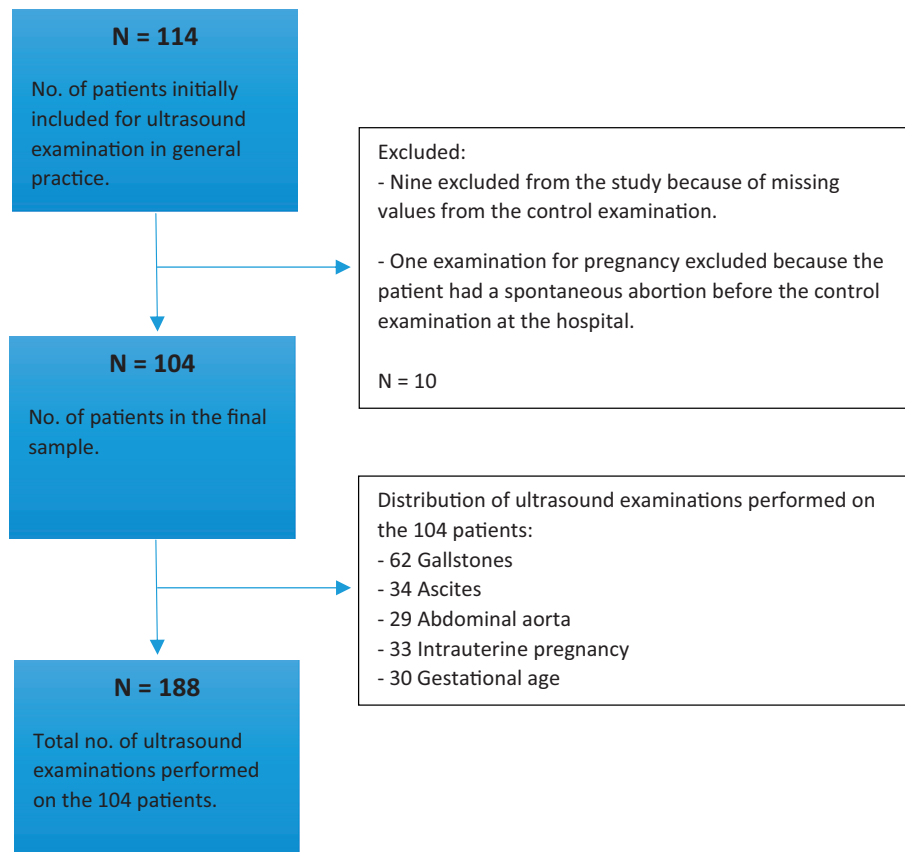 N = 114
No. of patients initially
included for ultrasound
examination in general
practice.
Excluded:
- Nine excluded from the study because of missing
values from the control examination.
- One examination for pregnancy excluded because the
patient had a spontaneous abortion before the control
examination at the hospital.
N = 10
N = 104
No. of patients in the final
sample.
Distribution of ultrasound examinations performed on
the 104 patients:
- 62 Gallstones
- 34 Ascites
- 29 Abdominal aorta
- 33 Intrauterine pregnancy
- 30 Gestational age
N = 188
Total no. of ultrasound
examinations performed
on the 104 patients.